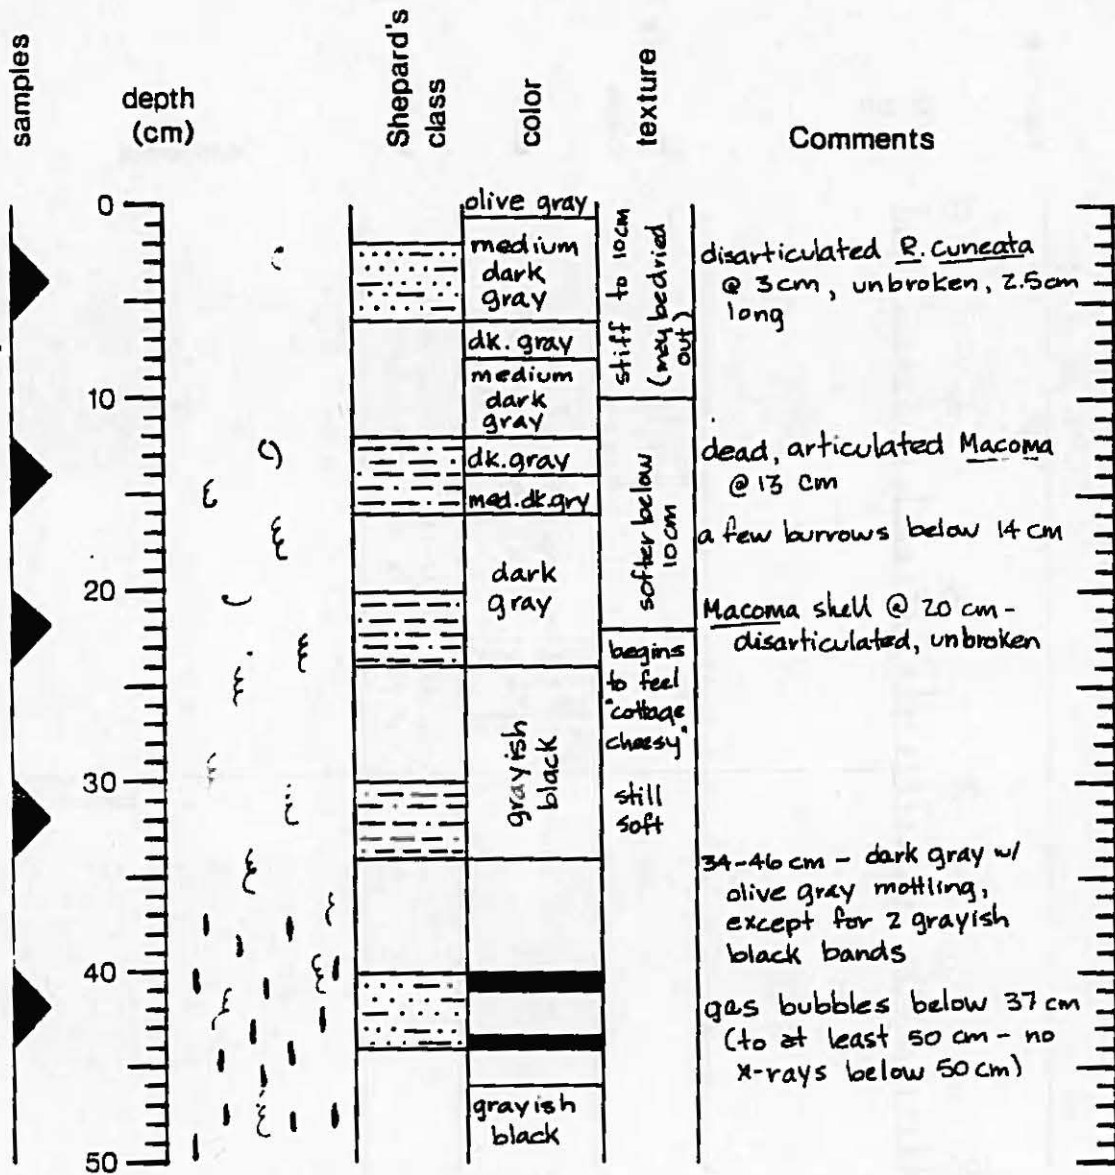 samples
depth
(cm)
Shepard's
class
color
texture
Comments
0
10
20
30
40
50
olive gray
medium
dark
gray
dk. gray
medium
dark
gray
dk. gray
med. dk. gry
dark
gray
grayish
black
grayish
black
stiff to 10cm
(may be dried
out)
softer below
10cm
begins
to feel
"cottage
cheesy"
still
soft
disarticulated R. cuneata
@ 3cm, unbroken, 2.5cm
long
dead, articulated Macoma
@ 13 cm
a few burrows below 14 cm
Macoma shell @ 20 cm -
disarticulated, unbroken
34-46 cm - dark gray w/
olive gray mottling,
except for 2 grayish
black bands
gas bubbles below 37 cm
(to at least 50 cm - no
x-rays below 50 cm)